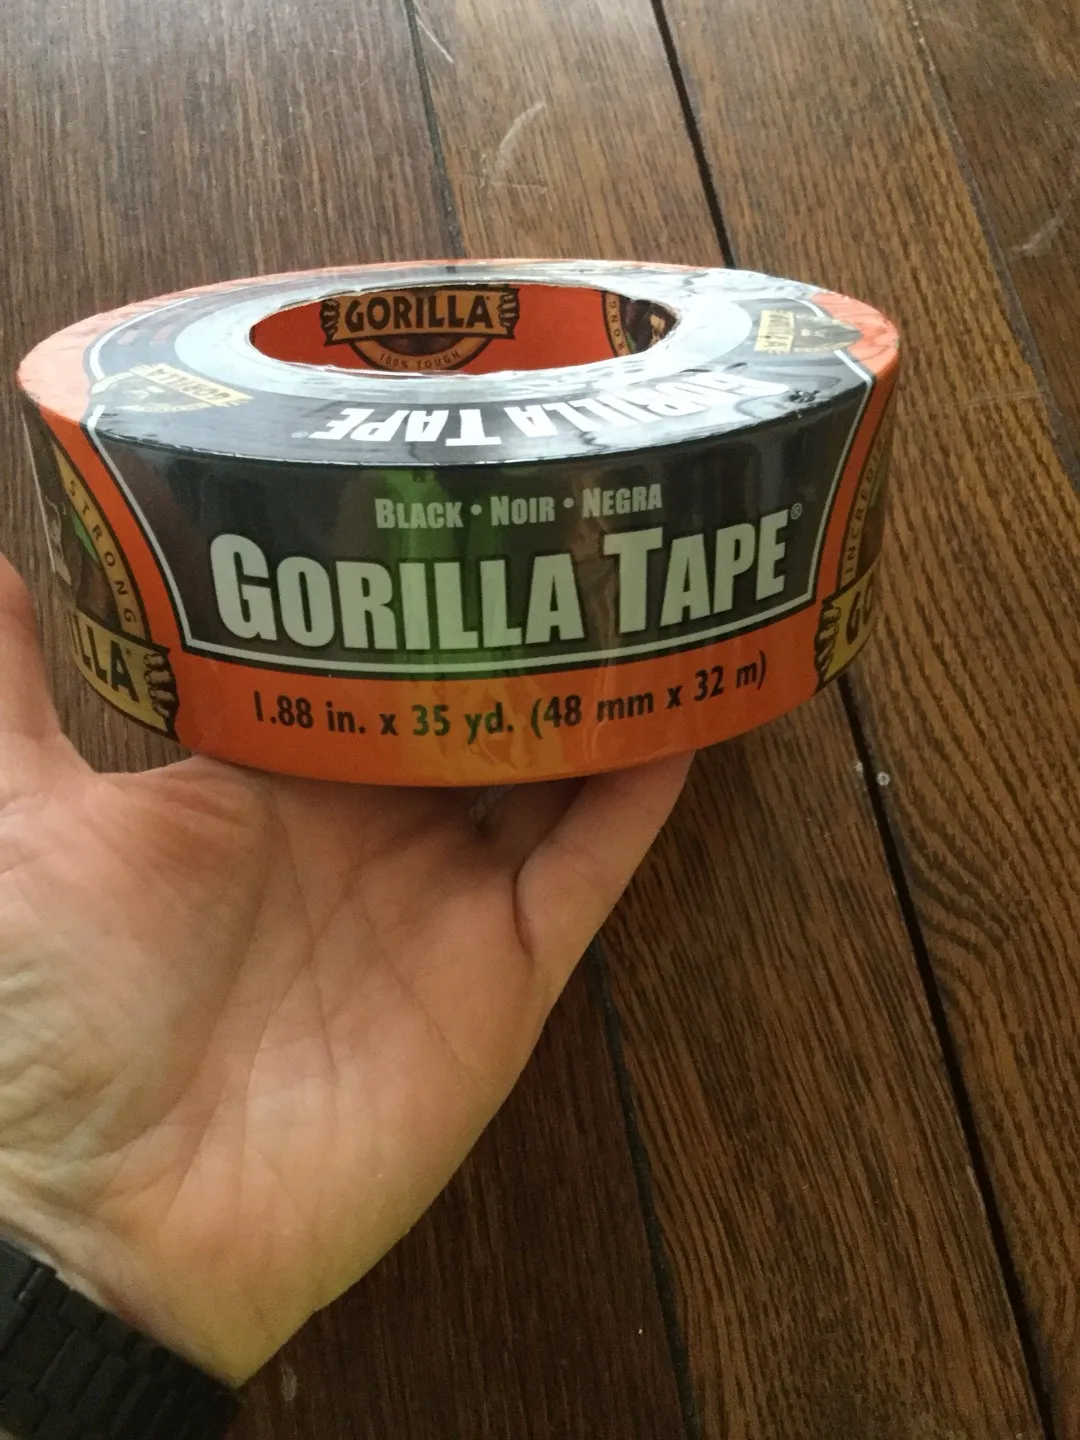 GORILLA
100% TOUGH
GORILLA
GORILLA
GORILLA TAPE®
BLACK • NOIR • NEGRA
GORILLA TAPE®
1.88 in. x 35 yd. (48 mm x 32 m)
STRONG